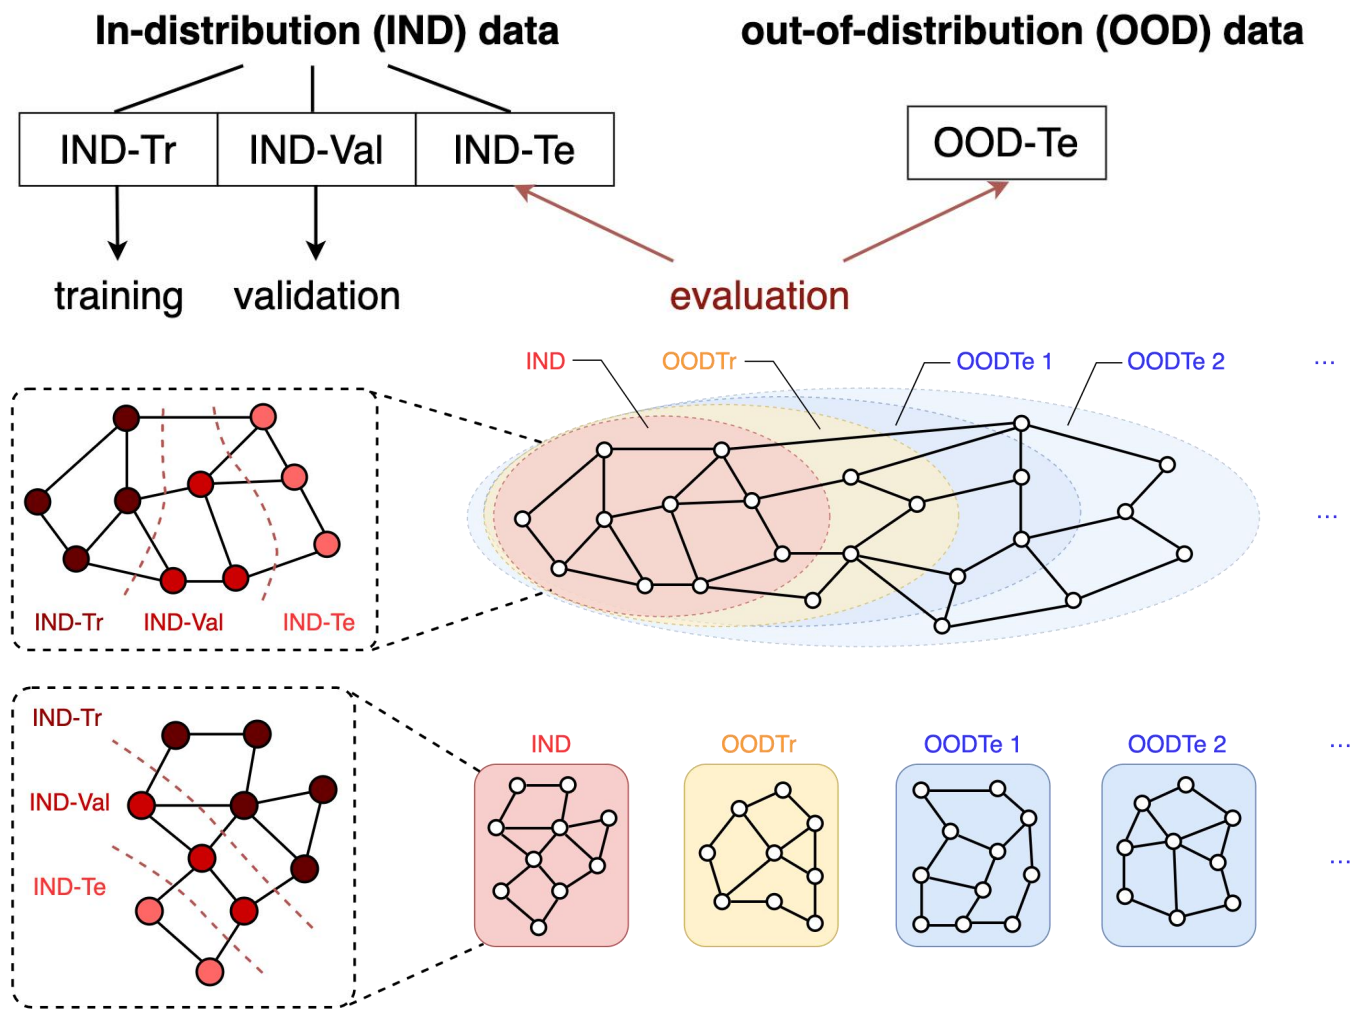 In-distribution (IND) data
out-of-distribution (OOD) data
IND-Tr
IND-Val
IND-Te
OOD-Te
training
validation
evaluation
IND
OODTr
OODTe 1
OODTe 2
...
...
IND-Tr
IND-Val
IND-Te
IND-Tr
IND-Val
IND-Te
IND
OODTr
OODTe 1
OODTe 2
...
...